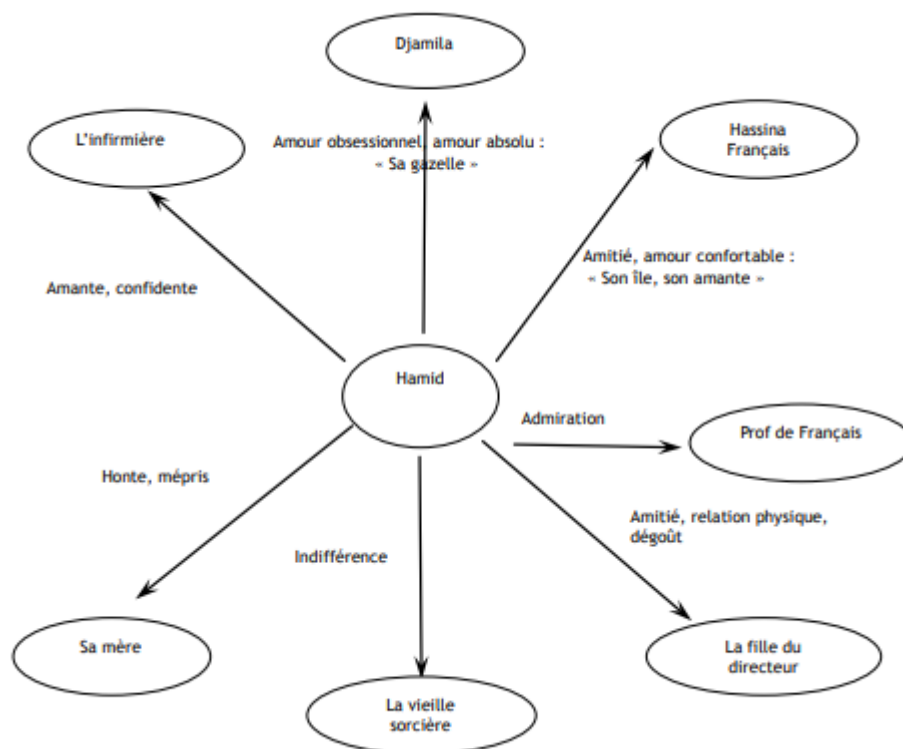 Djamila
L'infirmière
Hassina
Français
Amour obsessionnel, amour absolu :
« Sa gazelle »
Amitié, amour confortable :
« Son île, son amante »
Amante, confidente
Hamid
Admiration
Prof de Français
Honte, mépris
Amitié, relation physique,
dégoût
Indifférence
Sa mère
La fille du
directeur
La vieille
sorcière